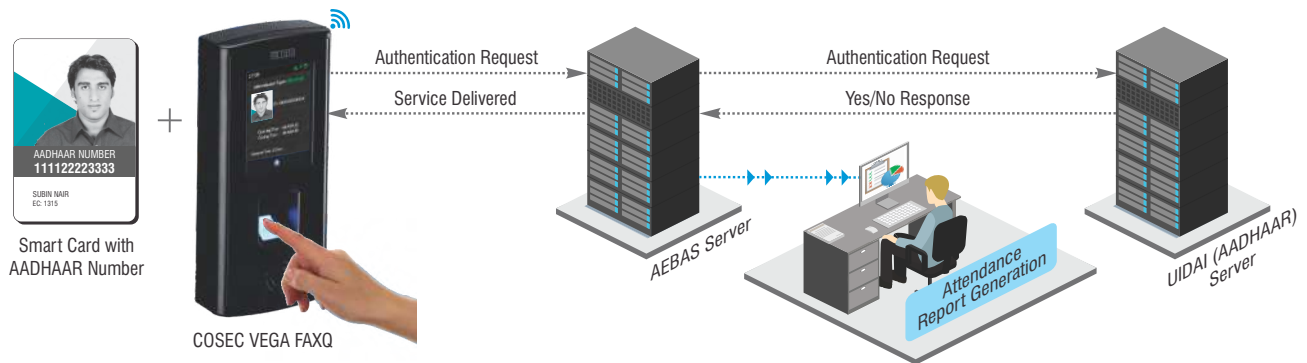 AADHAAR NUMBER
111122223333
SUBIN NAIR
EC: 1315
Smart Card with
AADHAAR Number
+
COSEC VEGA FAXQ
Authentication Request
Service Delivered
AEBAS Server
Authentication Request
Yes/No Response
Attendance
Report Generation
UIDAI (AADHAAR)
Server